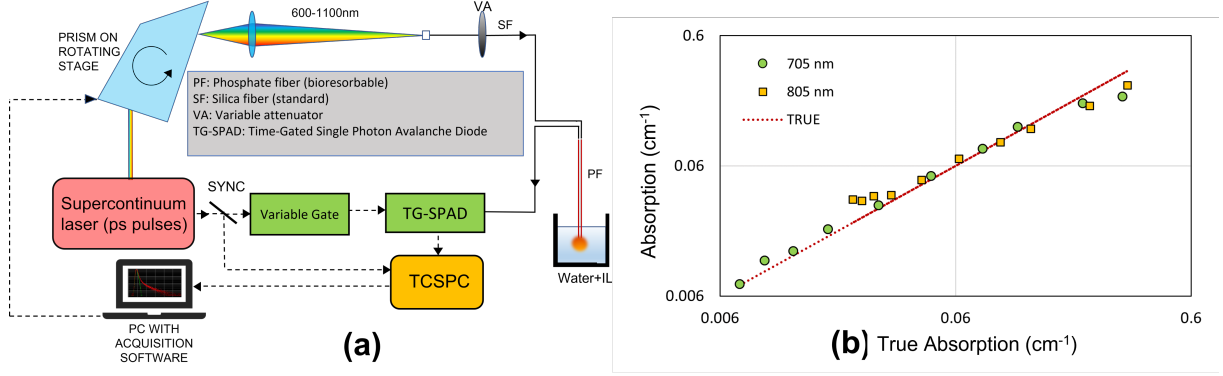 600-1100nm
VA
SF
PRISM ON
ROTATING
STAGE
PF: Phosphate fiber (bioresorbable)
SF: Silica fiber (standard)
VA: Variable attenuator
TG-SPAD: Time-Gated Single Photon Avalanche Diode
PF
SYNC
Supercontinuum
laser (ps pulses)
Variable Gate
TG-SPAD
TCSPC
Water+IL
PC WITH
ACQUISITION
SOFTWARE
(a)
0.6
0.06
0.006
Absorption (cm⁻¹)
705 nm
805 nm
TRUE
0.006
0.06
0.6
(b)
True Absorption (cm⁻¹)